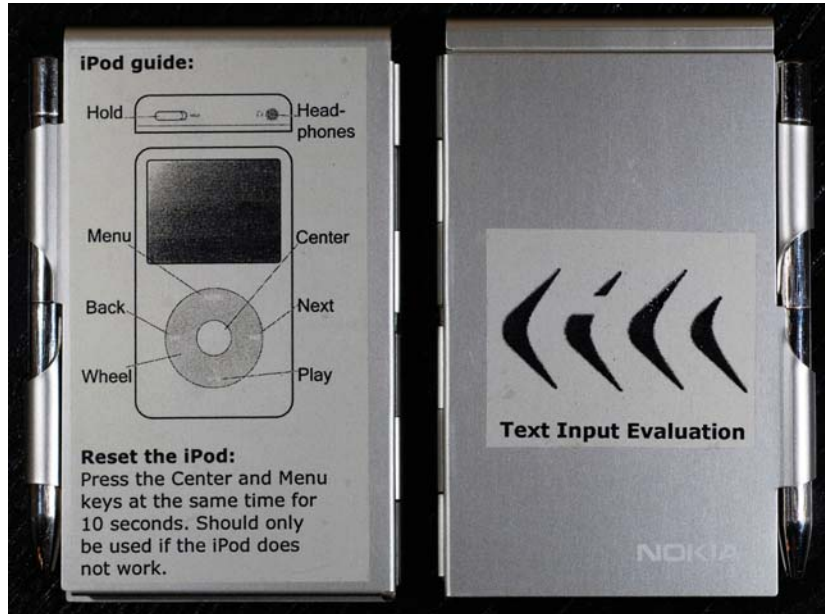 iPod guide:
Hold
Head-
phones
Menu
Center
Back
Next
Wheel
Play
Reset the iPod:
Press the Center and Menu
keys at the same time for
10 seconds. Should only
be used if the iPod does
not work.
Text Input Evaluation
NOKIA